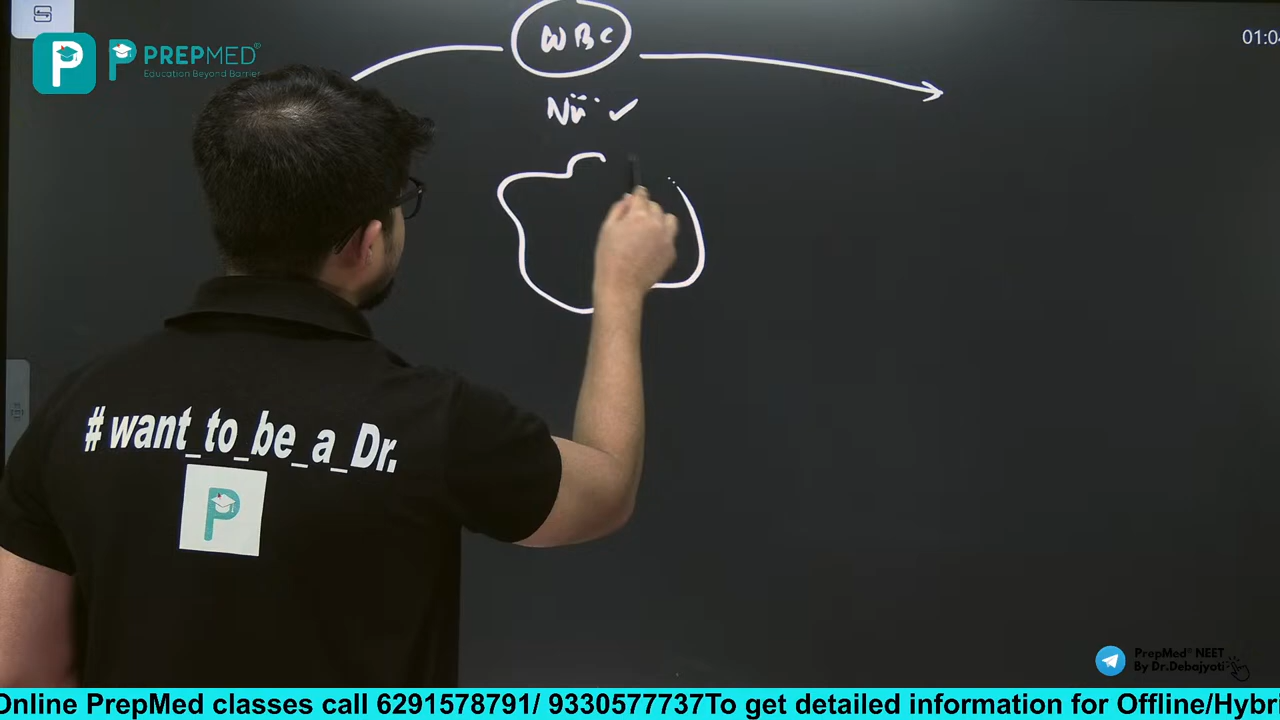 PREPMED®
Education Beyond Barrier
01:0
WBC
Nu
# want_to_be_a_Dr.
PrepMed® NEET
By Dr.Debajyoti
Online PrepMed classes call 6291578791/ 9330577737To get detailed information for Offline/Hybri